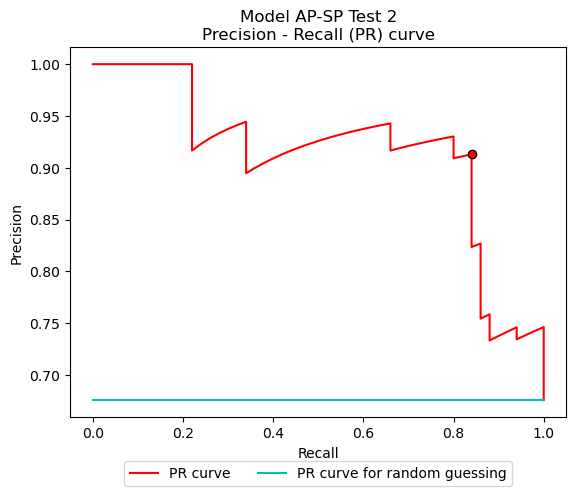 Model AP-SP Test 2
Precision - Recall (PR) curve
1.00
0.95
0.90
0.85
0.80
0.75
0.70
Precision
0.0 0.2 0.4 0.6 0.8 1.0
Recall
PR curve PR curve for random guessing